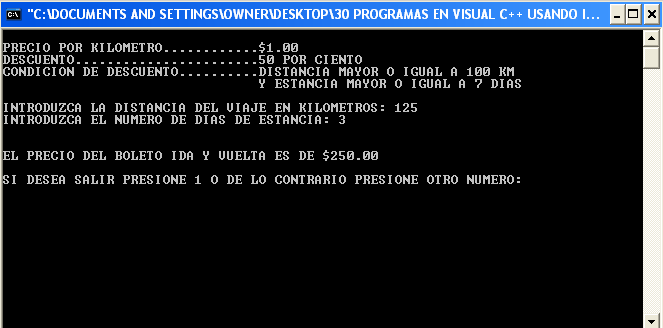 "C:\DOCUMENTS AND SETTINGS\OWNER\DESKTOP\30 PROGRAMAS EN VISUAL C++ USANDO I...
PRECIO POR KILOMETRO............$1.00
DESCUENTO.......................50 POR CIENTO
CONDICION DE DESCUENTO..........DISTANCIA MAYOR O IGUAL A 100 KM
Y ESTANCIA MAYOR O IGUAL A 7 DIAS
INTRODUZCA LA DISTANCIA DEL VIAJE EN KILOMETROS: 125
INTRODUZCA EL NUMERO DE DIAS DE ESTANCIA: 3
EL PRECIO DEL BOLETO IDA Y VUELTA ES DE $250.00
SI DESEA SALIR PRESIONE 1 O DE LO CONTRARIO PRESIONE OTRO NUMERO: